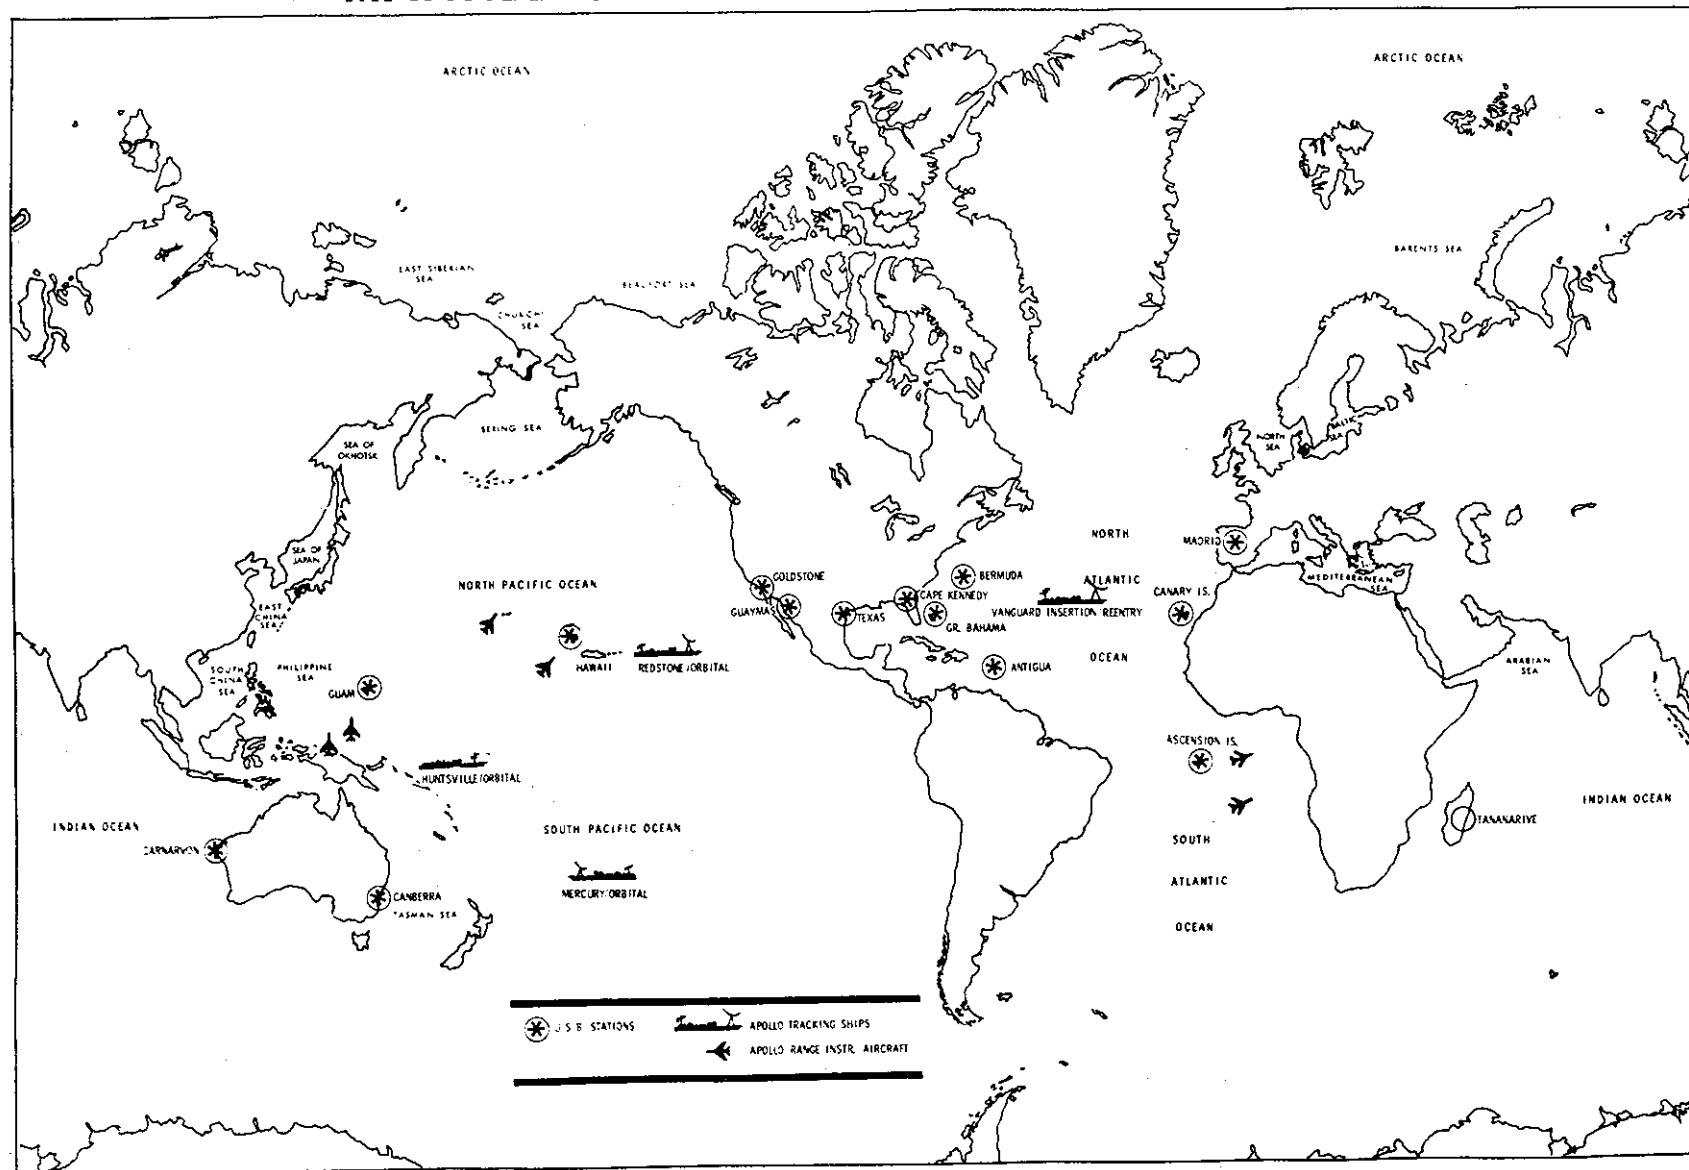 ARCTIC OCEAN
ARCTIC OCEAN
BARENTS SEA
EAST SIBERIAN
SEA
BEAUFORT SEA
CHUKCHI
SEA
BERING SEA
SEA OF
OKHOTSK
NORTH
SEA
BALTIC
SEA
NORTH
MADRID
SEA OF
JAPAN
GOLDSTONE
BERMUDA
ATLANTIC
MEDITERRANEAN
SEA
NORTH PACIFIC OCEAN
CAPE KENNEDY
CANARY IS.
EAST
CHINA
SEA
GUAYMAS
TEXAS
VANGUARD INSERTION/REENTRY
GR. BAHAMA
OCEAN
SOUTH
CHINA
SEA
PHILIPPINE
SEA
HAWAII
REDSTONE/ORBITAL
ANTIGUA
ARABIAN
SEA
GUAM
ASCENSION IS.
HUNTSVILLE/ORBITAL
INDIAN OCEAN
INDIAN OCEAN
SOUTH PACIFIC OCEAN
TANANARIVE
CARNARVON
SOUTH
ATLANTIC
OCEAN
MERCURY/ORBITAL
CANBERRA
TASMAN SEA
U.S.B. STATIONS
APOLLO TRACKING SHIPS
APOLLO RANGE INSTR. AIRCRAFT